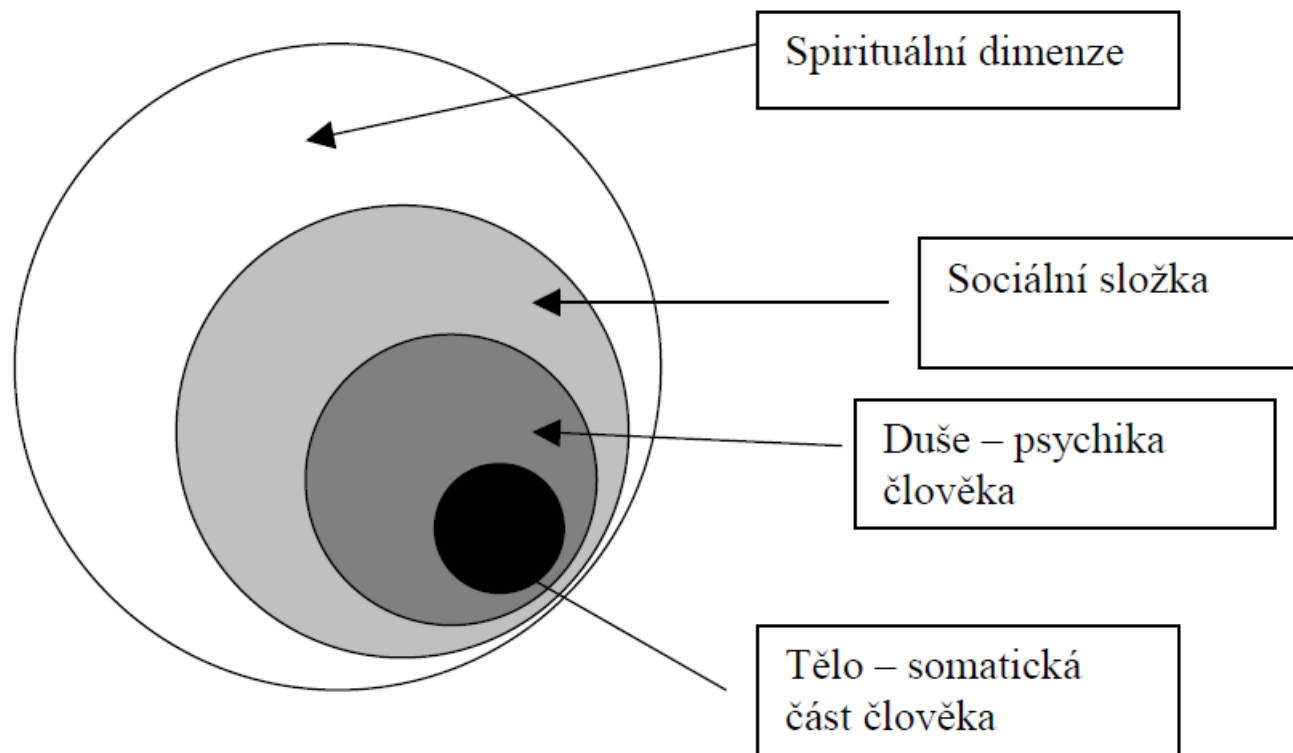 Spirituální dimenze
Sociální složka
Duše – psychika
člověka
Tělo – somatická
část člověka